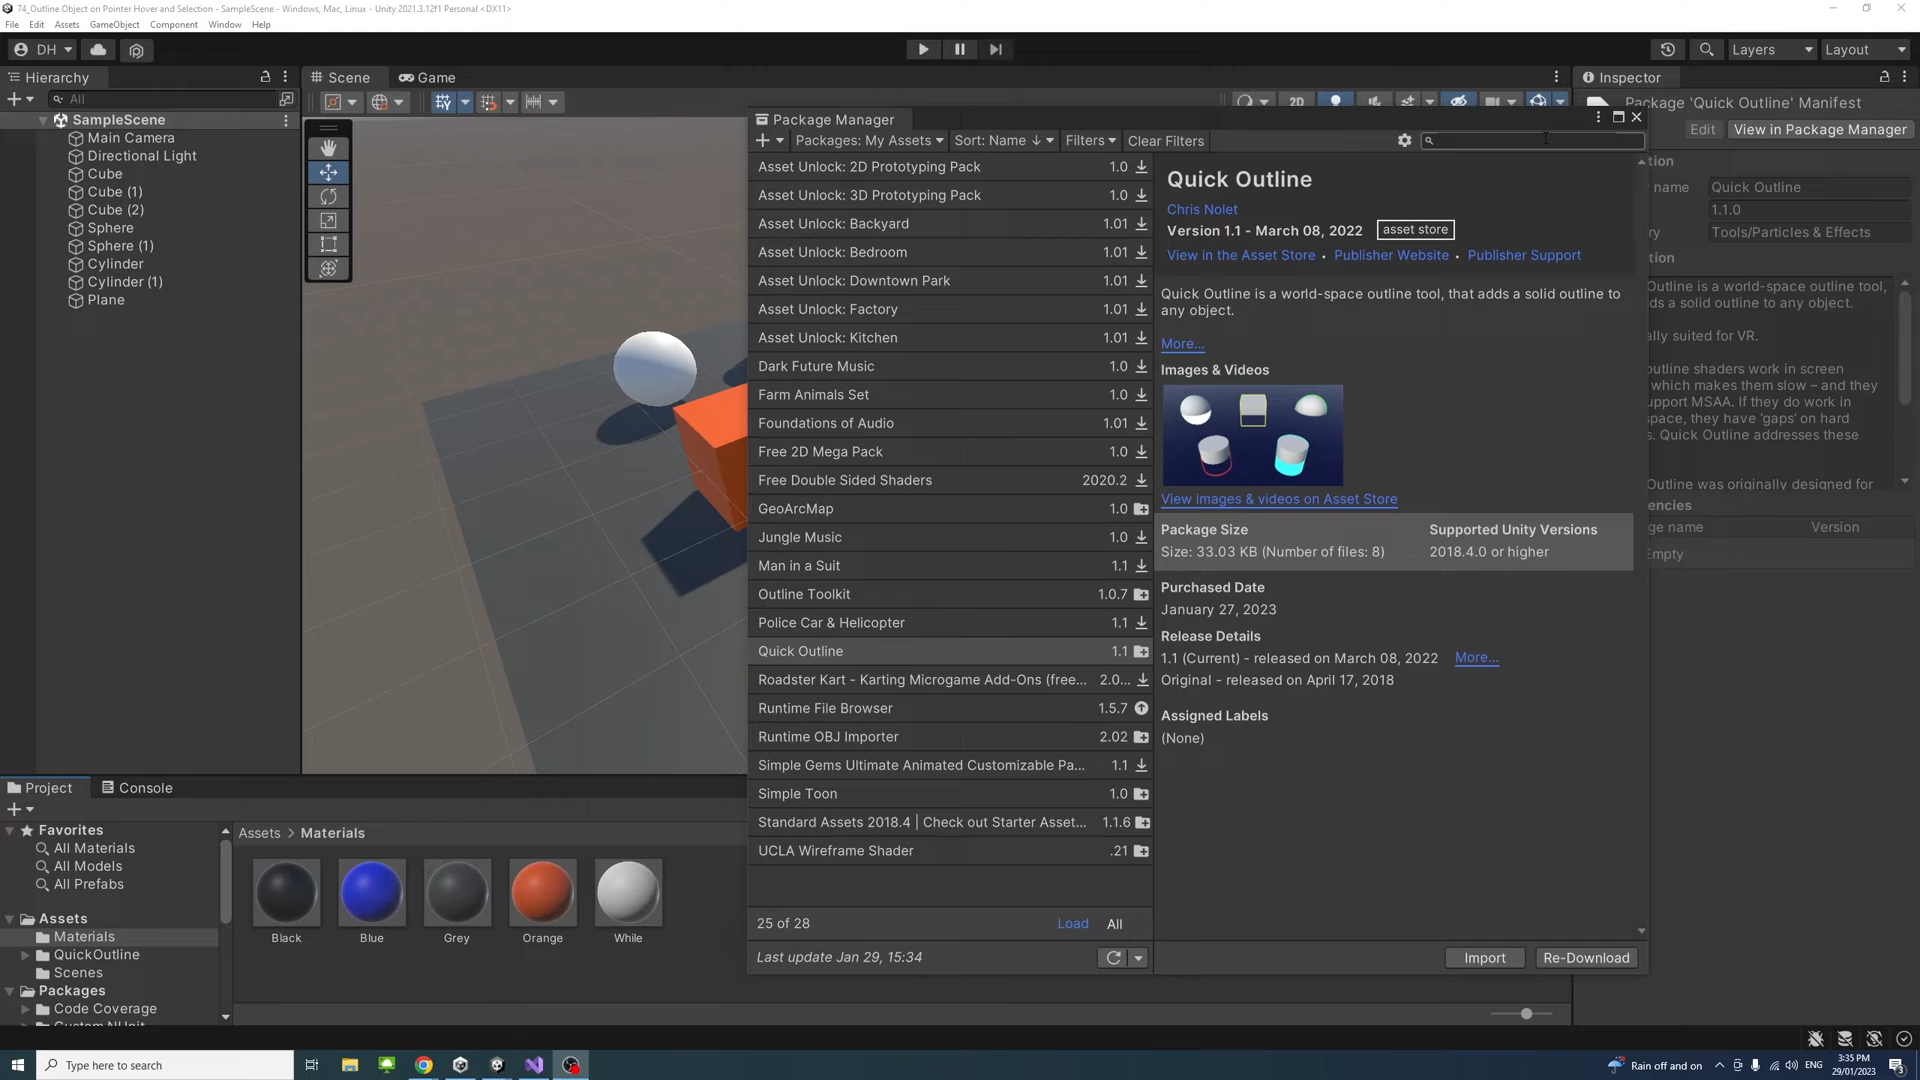 74_Outline Object on Pointer Hover and Selection - SampleScene - Windows, Mac, Linux - Unity 2021.3.12f1 Personal <DX11>
File Edit Assets GameObject Component Window Help
DH
Layers
Layout
Hierarchy
Scene
Game
Inspector
All
2D
Package 'Quick Outline' Manifest
SampleScene
Main Camera
Directional Light
Cube
Cube (1)
Cube (2)
Sphere
Sphere (1)
Cylinder
Cylinder (1)
Plane
Package Manager
Packages: My Assets
Sort: Name ↓
Filters
Clear Filters
Asset Unlock: 2D Prototyping Pack 1.0
Asset Unlock: 3D Prototyping Pack 1.0
Asset Unlock: Backyard 1.01
Asset Unlock: Bedroom 1.01
Asset Unlock: Downtown Park 1.01
Asset Unlock: Factory 1.01
Asset Unlock: Kitchen 1.01
Dark Future Music 1.0
Farm Animals Set 1.0
Foundations of Audio 1.01
Free 2D Mega Pack 1.0
Free Double Sided Shaders 2020.2
GeoArcMap 1.0
Jungle Music 1.0
Man in a Suit 1.1
Outline Toolkit 1.0.7
Police Car & Helicopter 1.1
Quick Outline 1.1
Roadster Kart - Karting Microgame Add-Ons (free... 2.0...
Runtime File Browser 1.5.7
Runtime OBJ Importer 2.02
Simple Gems Ultimate Animated Customizable Pa... 1.1
Simple Toon 1.0
Standard Assets 2018.4 | Check out Starter Asset... 1.1.6
UCLA Wireframe Shader .21
25 of 28 Load All
Last update Jan 29, 15:34
Quick Outline
Chris Nolet
Version 1.1 - March 08, 2022 asset store
View in the Asset Store • Publisher Website • Publisher Support
Quick Outline is a world-space outline tool, that adds a solid outline to
any object.
More...
Images & Videos
View images & videos on Asset Store
Package Size Supported Unity Versions
Size: 33.03 KB (Number of files: 8) 2018.4.0 or higher
Purchased Date
January 27, 2023
Release Details
1.1 (Current) - released on March 08, 2022 More...
Original - released on April 17, 2018
Assigned Labels
(None)
Import Re-Download
Edit View in Package Manager
tion
name Quick Outline
1.1.0
ry Tools/Particles & Effects
tion
Outline is a world-space outline tool,
ds a solid outline to any object.
ally suited for VR.
outline shaders work in screen
which makes them slow – and they
upport MSAA. If they do work in
space, they have 'gaps' on hard
s. Quick Outline addresses these
Outline was originally designed for
encies
ge name Version
Empty
Project
Console
Favorites
All Materials
All Models
All Prefabs
Assets
Materials
QuickOutline
Scenes
Packages
Code Coverage
Assets > Materials
Black Blue Grey Orange While
Type here to search
Rain off and on
ENG
3:35 PM
29/01/2023
3